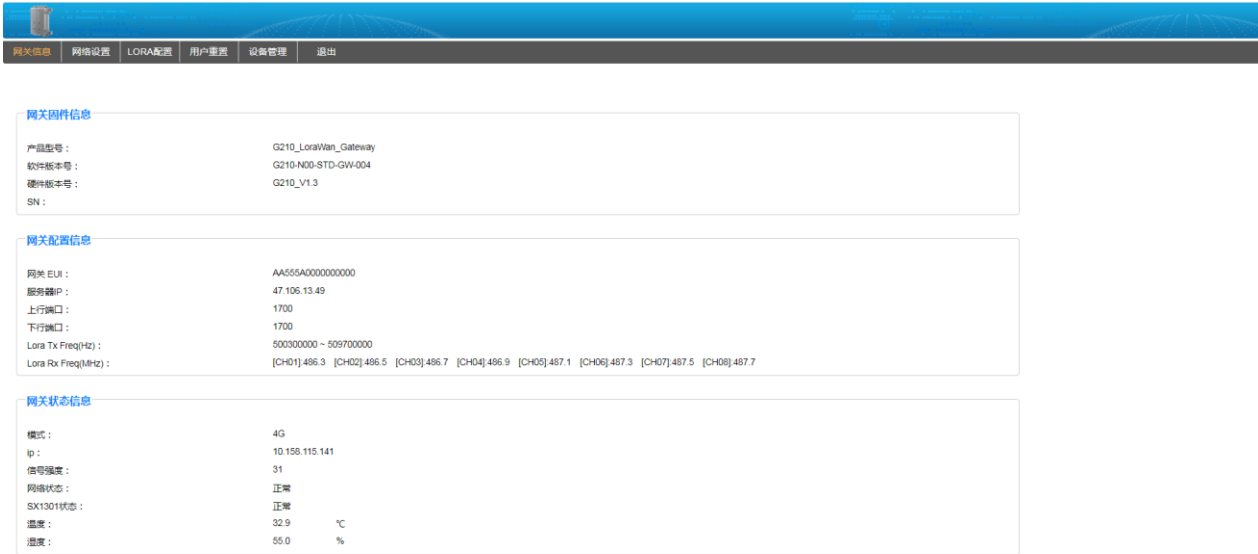 网关信息 网络设置 LORA配置 用户重置 设备管理 退出
网关固件信息
产品型号： G210_LoraWan_Gateway
软件版本号： G210-N00-STD-GW-004
硬件版本号： G210_V1.3
SN：
网关配置信息
网关 EUI： AA555A0000000000
服务器IP： 47.106.13.49
上行端口： 1700
下行端口： 1700
Lora Tx Freq(Hz)： 500300000 ~ 509700000
Lora Rx Freq(MHz)： [CH01]:486.3 [CH02]:486.5 [CH03]:486.7 [CH04]:486.9 [CH05]:487.1 [CH06]:487.3 [CH07]:487.5 [CH08]:487.7
网关状态信息
模式： 4G
ip： 10.158.115.141
信号强度： 31
网络状态： 正常
SX1301状态： 正常
温度： 32.9 ℃
湿度： 55.0 %